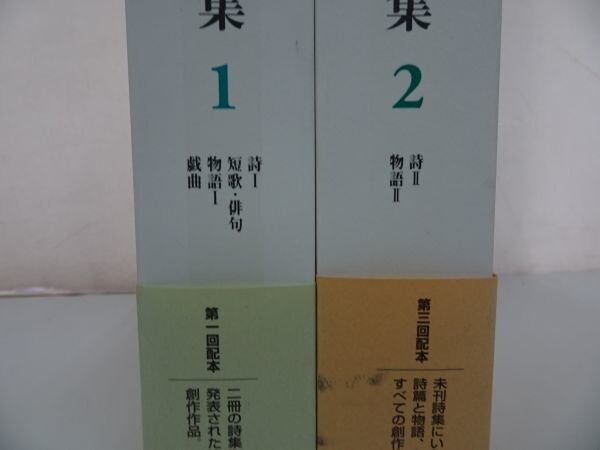 集
1
詩Ⅰ
短歌・俳句
物語Ⅰ
戯曲
第一回配本
二冊の詩集
発表された
創作作品。
集
2
詩Ⅱ
物語Ⅱ
第三回配本
未刊詩集にい
詩篇と物語、
すべての創作